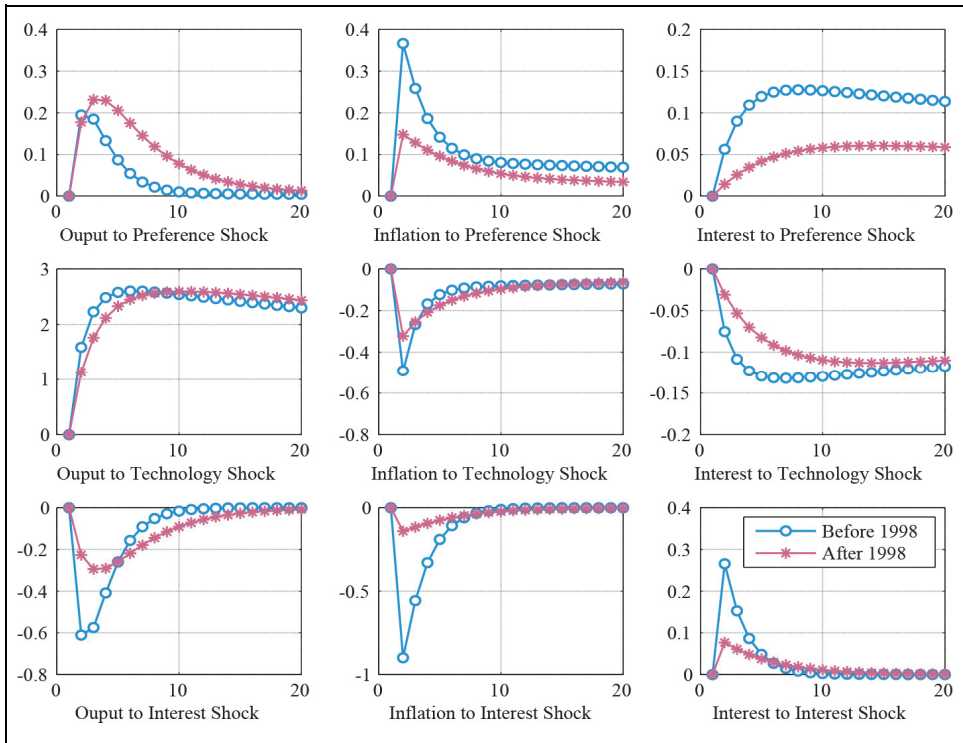 0.4
0.3
0.2
0.1
0
0 10 20
Ouput to Preference Shock
0.4
0.3
0.2
0.1
0
0 10 20
Inflation to Preference Shock
0.2
0.15
0.1
0.05
0
0 10 20
Interest to Preference Shock
3
2
1
0
0 10 20
Ouput to Technology Shock
0
-0.2
-0.4
-0.6
-0.8
0 10 20
Inflation to Technology Shock
0
-0.05
-0.1
-0.15
-0.2
0 10 20
Interest to Technology Shock
0
-0.2
-0.4
-0.6
-0.8
0 10 20
Ouput to Interest Shock
0
-0.5
-1
0 10 20
Inflation to Interest Shock
0.4
0.3
0.2
0.1
0
0 10 20
Before 1998
After 1998
Interest to Interest Shock